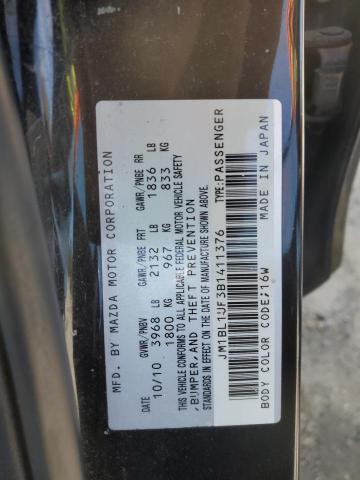 MFD. BY MAZDA MOTOR CORPORATION
DATE GVWR/PNBV GAWR/PNBE FRT GAWR/PNBE RR
10/10 3968 LB 2132 LB 1836 LB
1800 KG 967 KG 833 KG
THIS VEHICLE CONFORMS TO ALL APPLICABLE FEDERAL MOTOR VEHICLE SAFETY
,BUMPER, AND THEFT PREVENTION
STANDARDS IN EFFECT ON THE DATE OF MANUFACTURE SHOWN ABOVE.
JM1BL1UF3B1411376 TYPE:PASSENGER
BODY COLOR CODE:16W MADE IN JAPAN